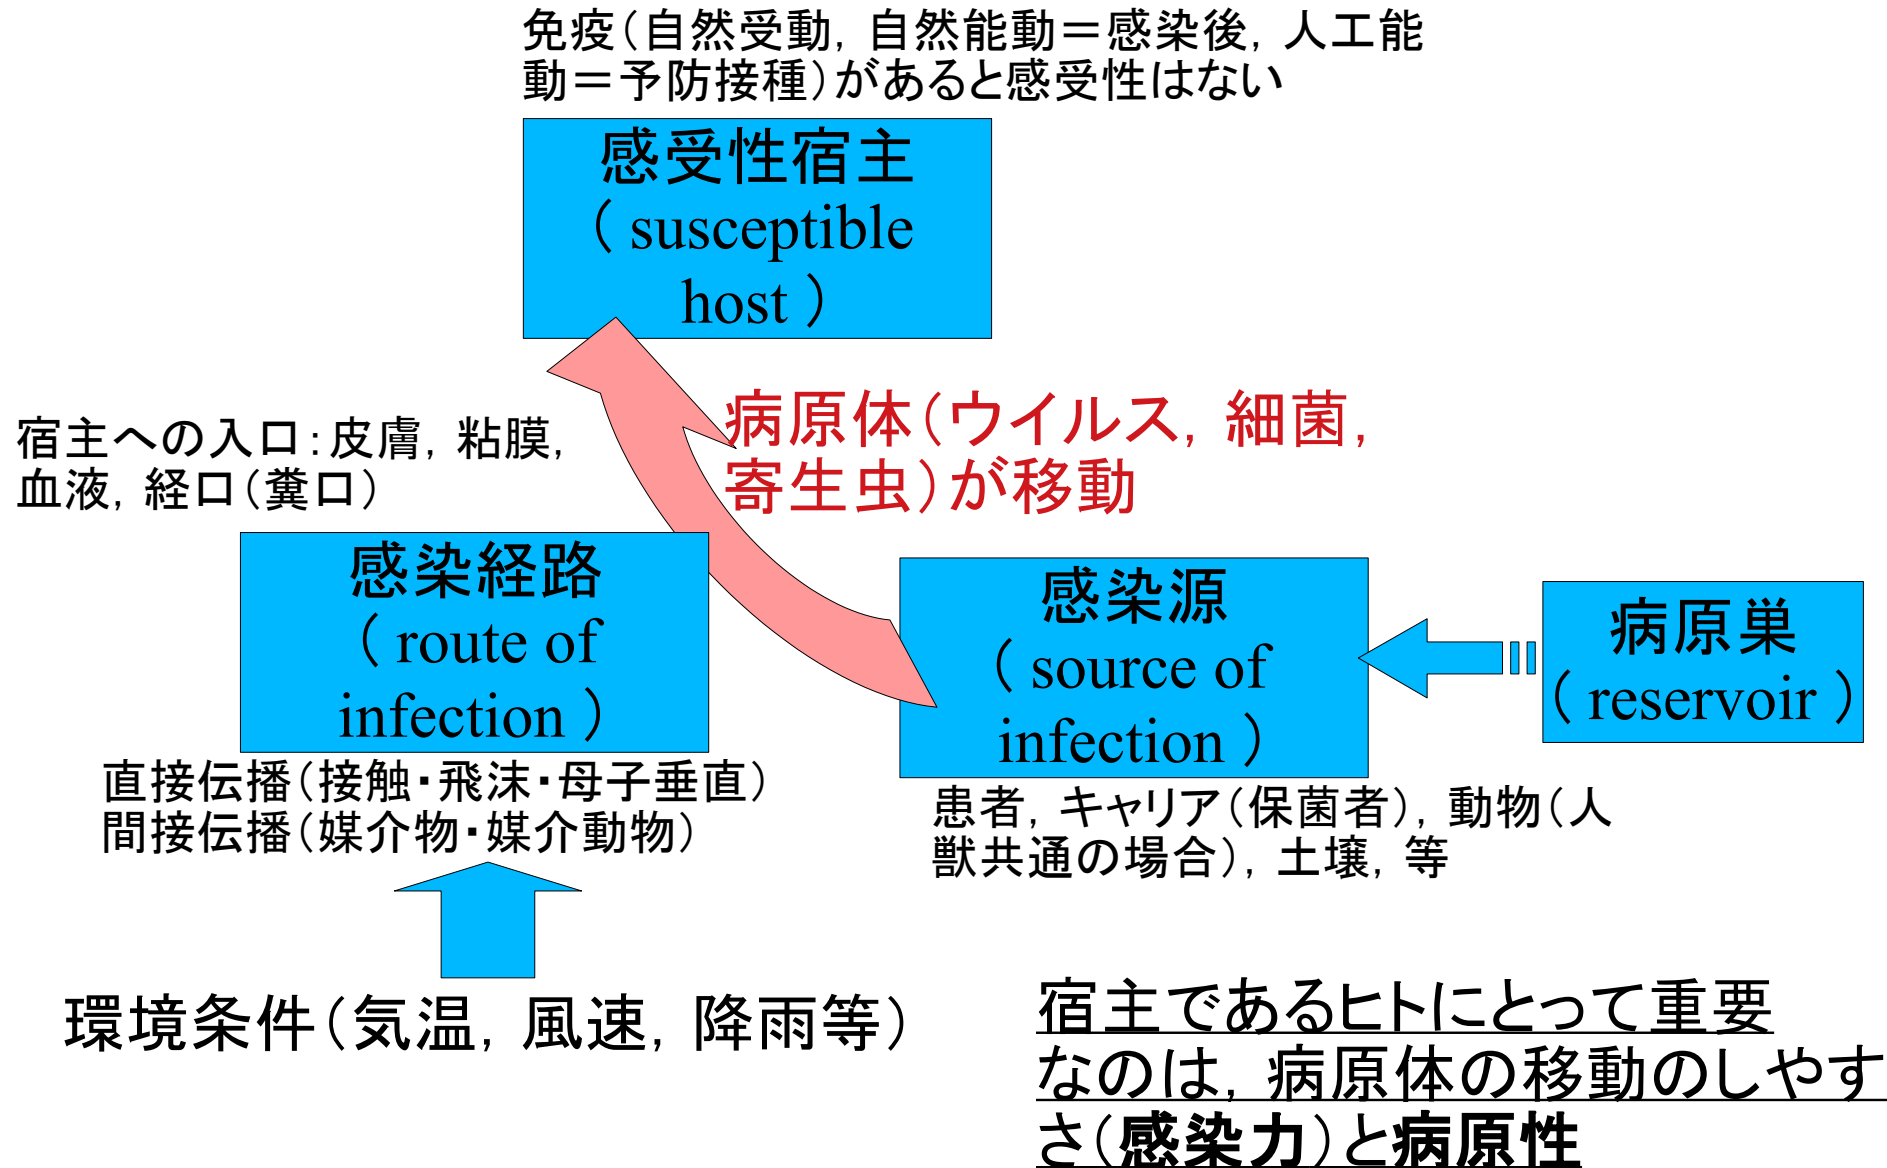 免疫（自然受動，自然能動＝感染後，人工能
動＝予防接種）があると感受性はない
感受性宿主
（ susceptible
host ）
病原体（ウイルス，細菌，
寄生虫）が移動
宿主への入口：皮膚，粘膜，
血液，経口（糞口）
感染経路
（ route of
infection ）
直接伝播（接触・飛沫・母子垂直）
間接伝播（媒介物・媒介動物）
感染源
（ source of
infection ）
患者，キャリア（保菌者），動物（人
獣共通の場合），土壌，等
病原巣
（ reservoir ）
環境条件（気温，風速，降雨等）
宿主であるヒトにとって重要
なのは，病原体の移動のしやす
さ（感染力）と病原性